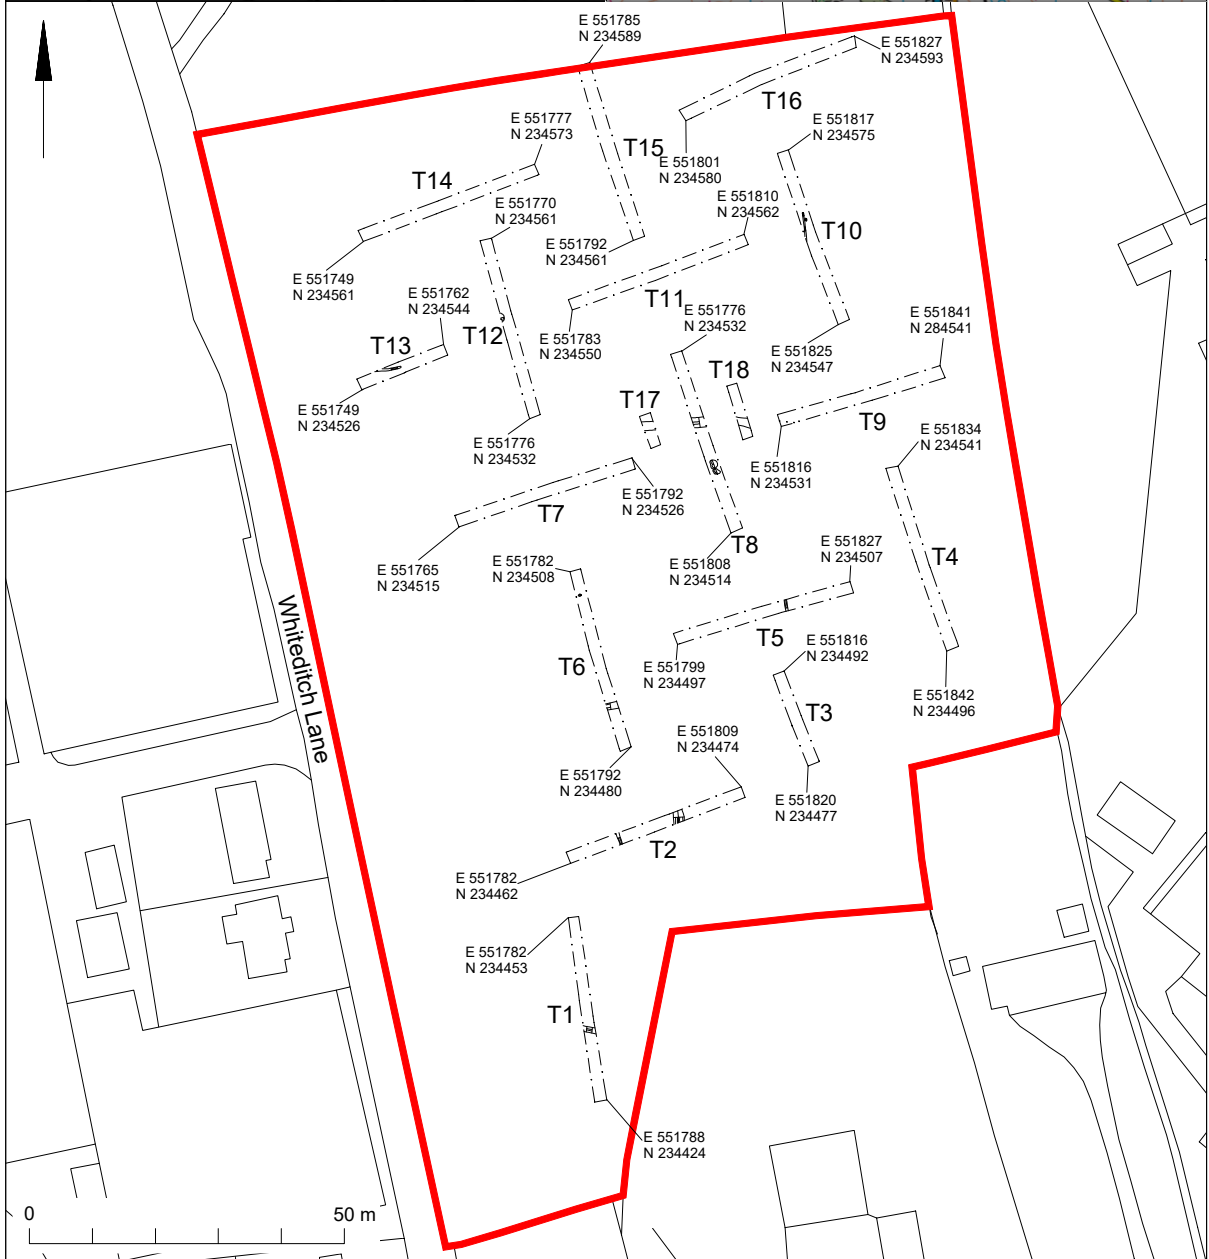 E 551785
N 234589
E 551827
N 234593
T16
E 551777
N 234573
E 551817
N 234575
T15
E 551801
N 234580
T14
E 551770
N 234561
E 551810
N 234562
T10
E 551792
N 234561
E 551749
N 234561
E 551762
N 234544
T11
E 551776
N 234532
E 551841
N 284541
T12
T13
E 551783
N 234550
E 551825
N 234547
T18
T17
E 551749
N 234526
T9
E 551834
N 234541
E 551776
N 234532
E 551816
N 234531
E 551792
N 234526
T7
T8
E 551827
N 234507
T4
E 551782
N 234508
E 551765
N 234515
E 551808
N 234514
Whiteditch Lane
T5
E 551816
N 234492
T6
E 551799
N 234497
E 551842
N 234496
T3
E 551809
N 234474
E 551792
N 234480
E 551820
N 234477
T2
E 551782
N 234462
E 551782
N 234453
T1
E 551788
N 234424
0
50 m